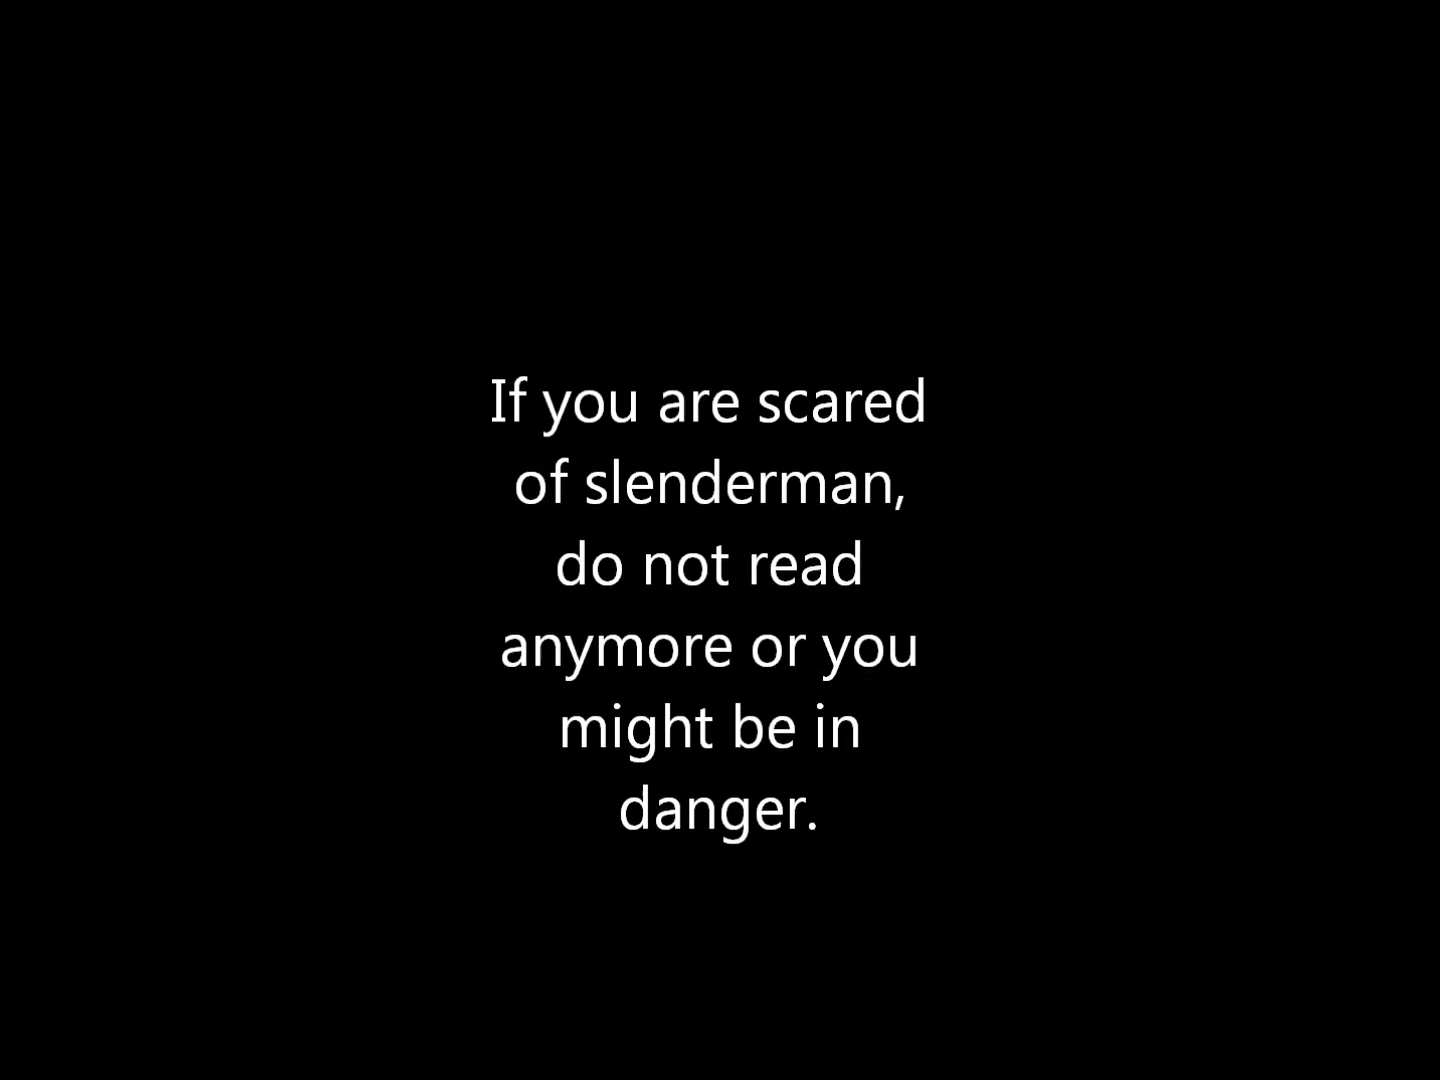 If you are scared
of slenderman,
do not read
anymore or you
might be in
danger.